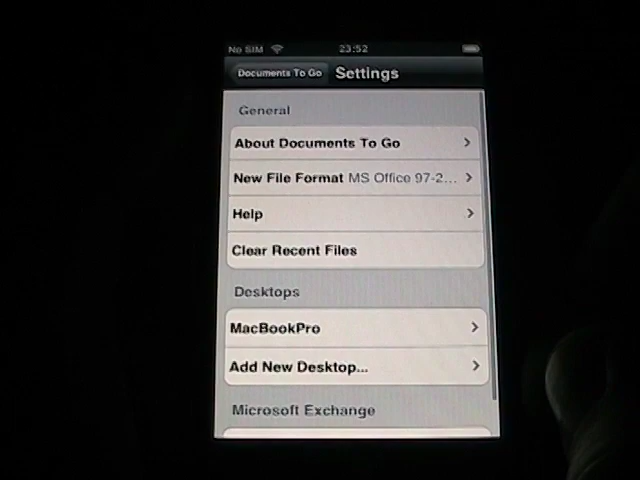 No SIM 23:52
Documents To Go Settings
General
About Documents To Go
New File Format MS Office 97-2...
Help
Clear Recent Files
Desktops
MacBookPro
Add New Desktop...
Microsoft Exchange